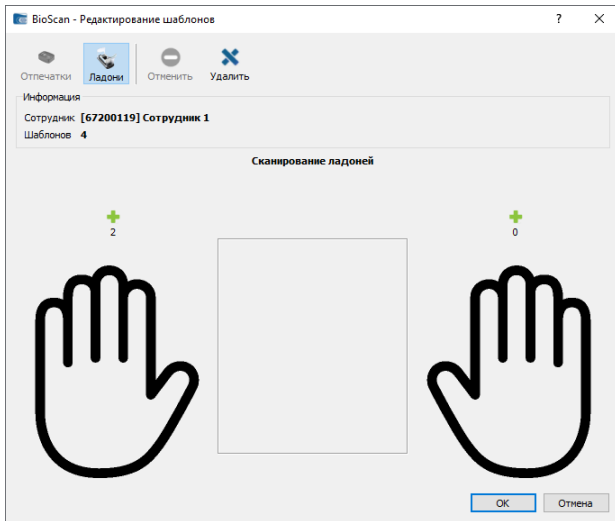 BioScan - Редактирование шаблонов
Отпечатки Ладони Отменить Удалить
Информация
Сотрудник [67200119] Сотрудник 1
Шаблонов 4
Сканирование ладоней
2 0
OK Отмена